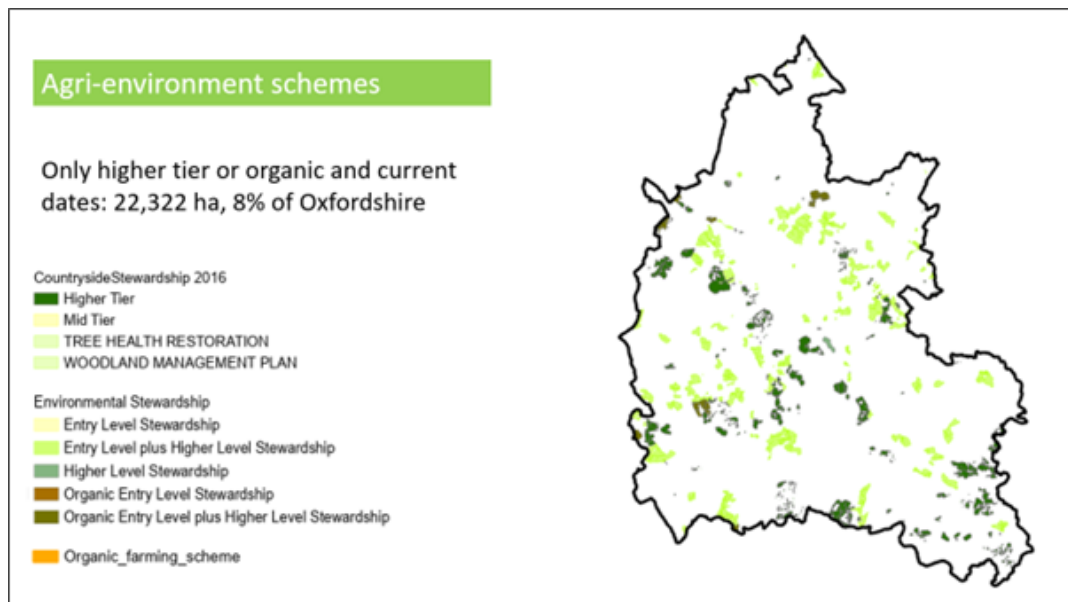 Agri-environment schemes
Only higher tier or organic and current
dates: 22,322 ha, 8% of Oxfordshire
CountrysideStewardship 2016
Higher Tier
Mid Tier
TREE HEALTH RESTORATION
WOODLAND MANAGEMENT PLAN
Environmental Stewardship
Entry Level Stewardship
Entry Level plus Higher Level Stewardship
Higher Level Stewardship
Organic Entry Level Stewardship
Organic Entry Level plus Higher Level Stewardship
Organic_farming_scheme